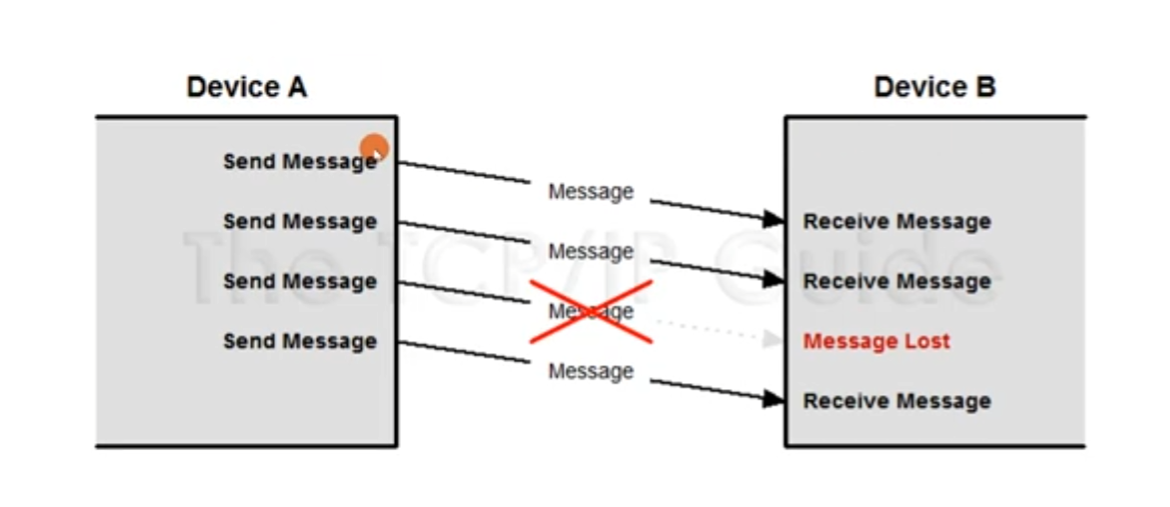 Device A
Device B
Send Message
Message
Receive Message
Send Message
Message
Receive Message
Send Message
Message
Message Lost
Send Message
Message
Receive Message
The TCP/IP Guide